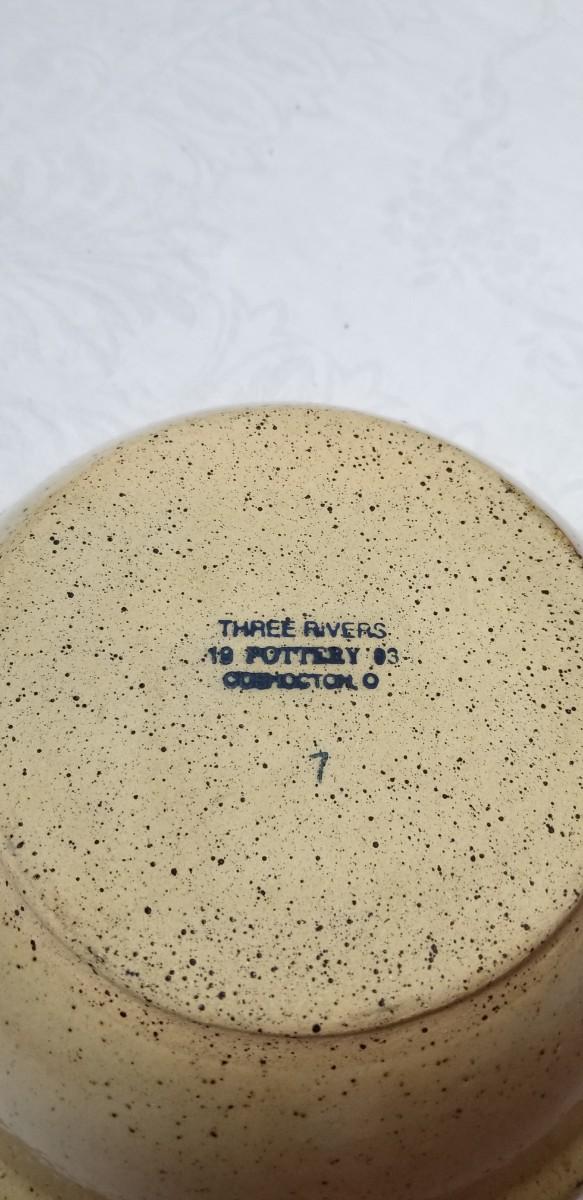 THREE RIVERS
19 POTTERY 93
COSHOCTON, O
7